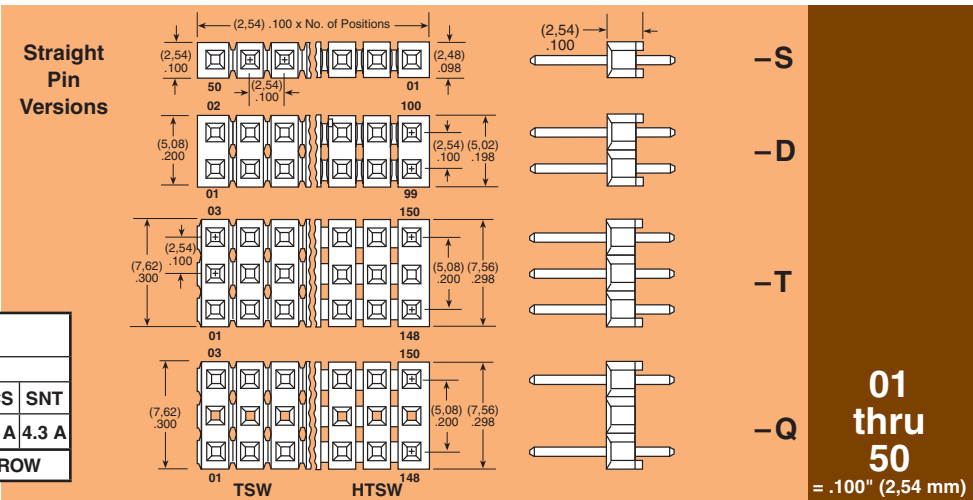 Straight
Pin
Versions
(2,54) .100 x No. of Positions
(2,54)
.100
(2,48)
.098
50
(2,54)
.100
01
(2,54)
.100
–S
02
100
(5,08)
.200
(2,54)
.100
(5,02)
.198
01
99
–D
03
150
(7,62)
.300
(2,54)
.100
(5,08)
.200
(7,56)
.298
01
148
–T
03
150
(7,62)
.300
(5,08)
.200
(7,56)
.298
01
148
TSW
HTSW
–Q
S SNT
A 4.3 A
ROW
01
thru
50
= .100" (2,54 mm)